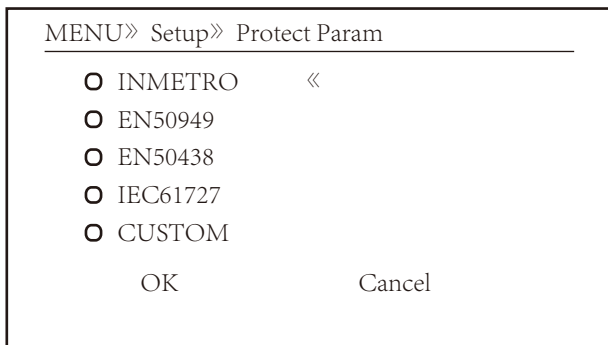 MENU》 Setup》 Protect Param
INMETRO 《
EN50949
EN50438
IEC61727
CUSTOM
OK Cancel